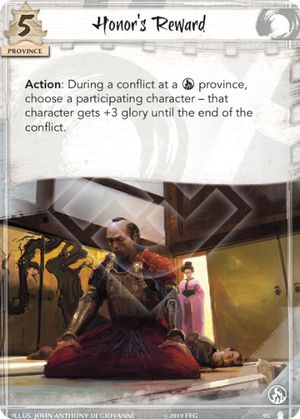 Honor's Reward
5
PROVINCE
Action: During a conflict at a province,
choose a participating character – that
character gets +3 glory until the end of the
conflict.
ILLUS: JOHN ANTHONY DI GIOVANNI © 2019 FFG 95